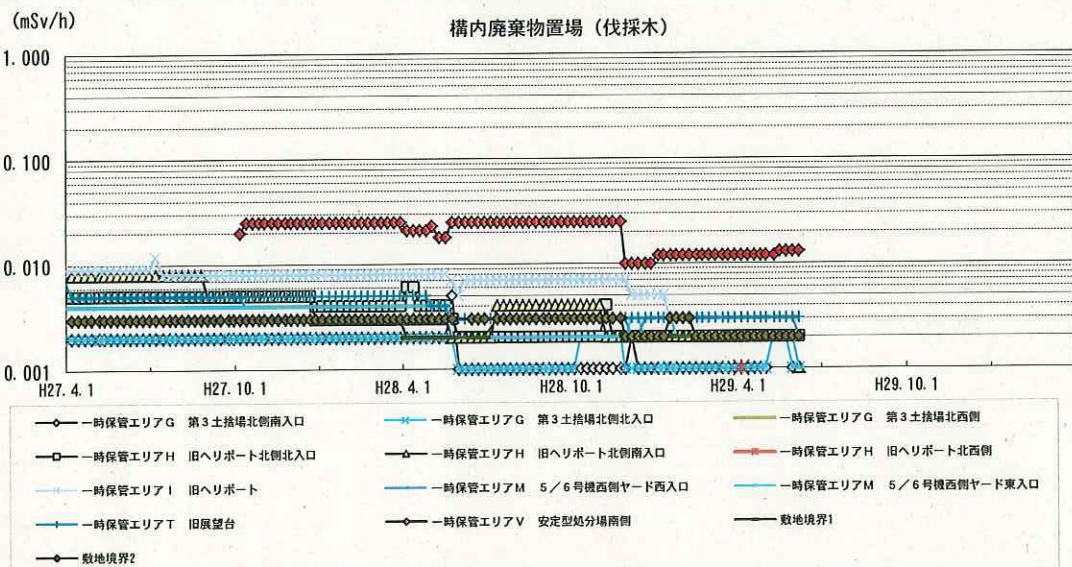 (mSv/h)
構内廃棄物置場（伐採木）
1.000
0.100
0.010
0.001
H27.4.1 H27.10.1 H28.4.1 H28.10.1 H29.4.1 H29.10.1
一時保管エリアG 第3土捨場北側南入口 一時保管エリアG 第3土捨場北側北入口 一時保管エリアG 第3土捨場北西側
一時保管エリアH 旧ヘリポート北側北入口 一時保管エリアH 旧ヘリポート北側南入口 一時保管エリアH 旧ヘリポート北西側
一時保管エリアI 旧ヘリポート 一時保管エリアM 5／6号機西側ヤード西入口 一時保管エリアM 5／6号機西側ヤード東入口
一時保管エリアT 旧展望台 一時保管エリアV 安定型処分場南側 敷地境界1
敷地境界2